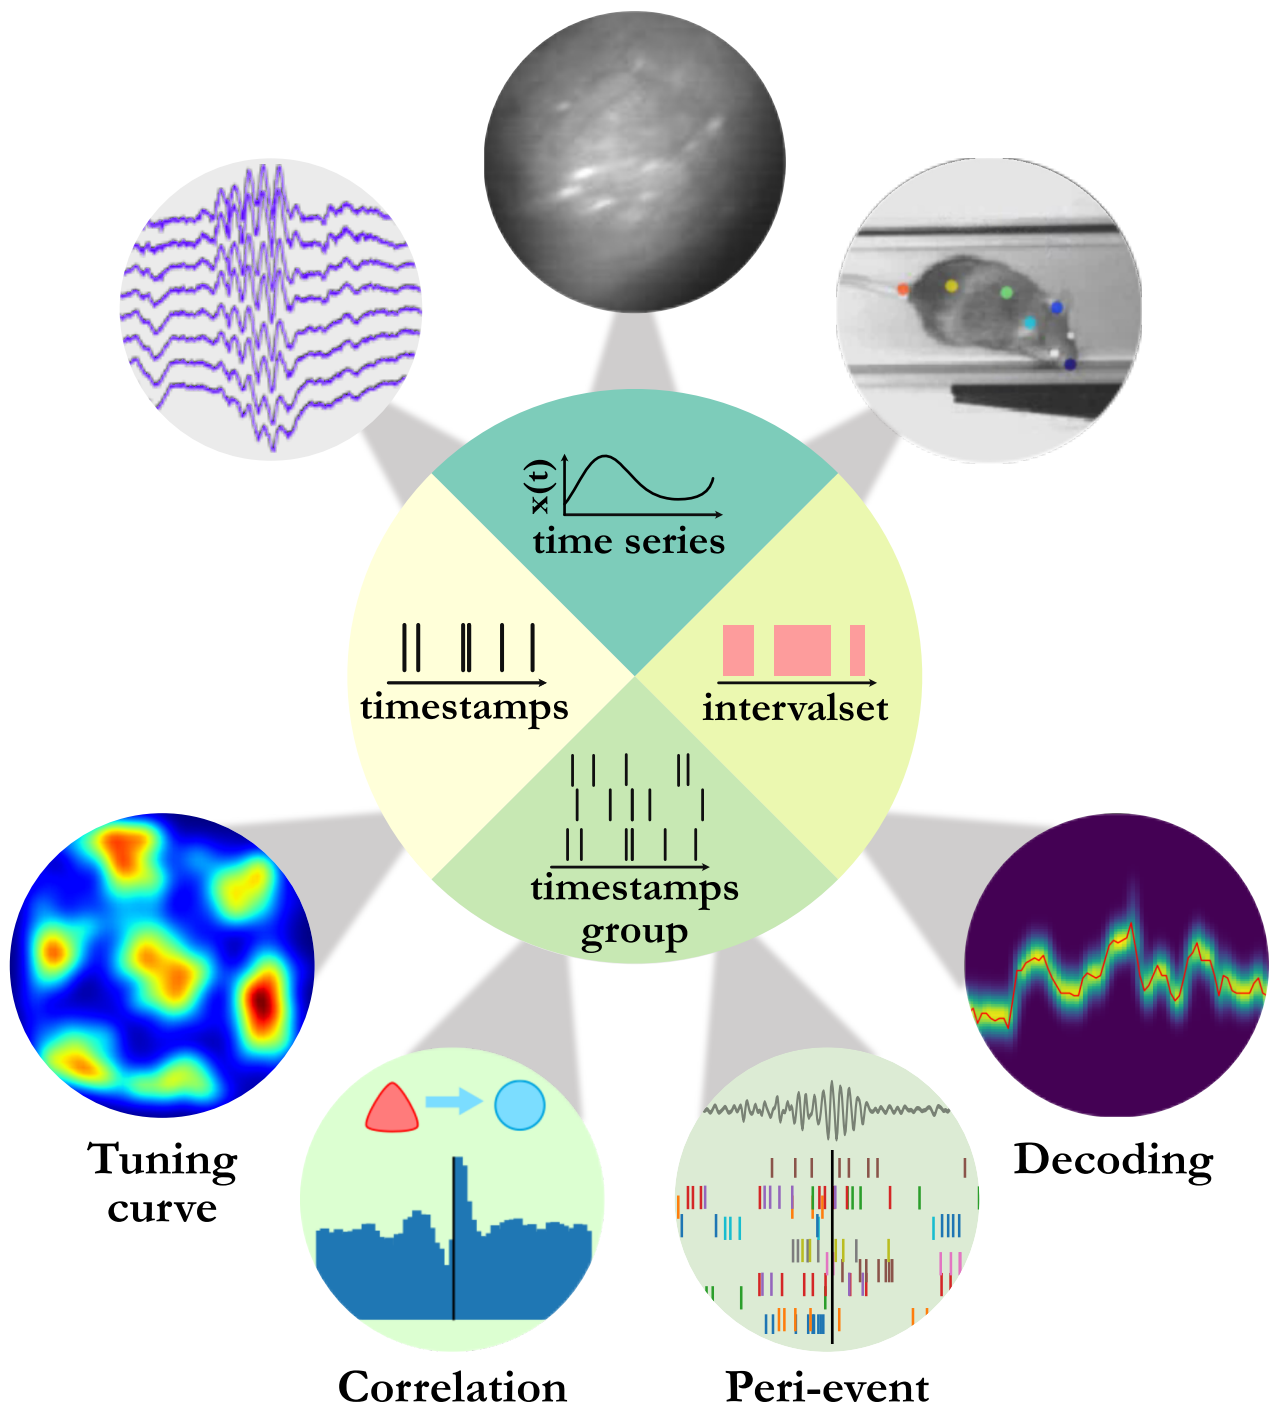 x(t)
time series
timestamps
intervalset
timestamps
group
Tuning
curve
Decoding
Correlation
Peri-event